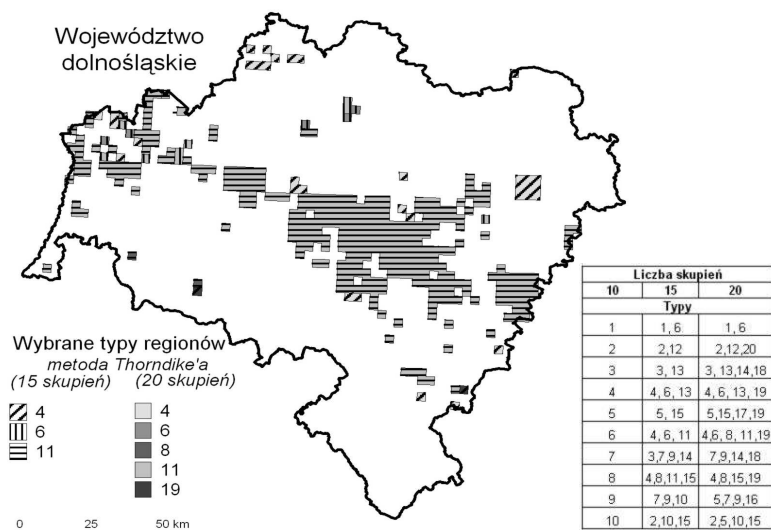 Województwo
dolnośląskie
Wybrane typy regionów
metoda Thorndike'a
(15 skupień) (20 skupień)
4 4
6 6
11 8
11
19
0 25 50 km
Liczba skupień
10 15 20
Typy
1 1, 6 1, 6
2 2,12 2,12,20
3 3, 13 3, 13,14,18
4 4, 6, 13 4, 6, 13, 19
5 5, 15 5,15,17,19
6 4, 6, 11 4,6, 8, 11,19
7 3,7,9,14 7,9,14,18
8 4,8,11,15 4,8,15,19
9 7,9,10 5,7,9,16
10 2,10,15 2,5,10,15